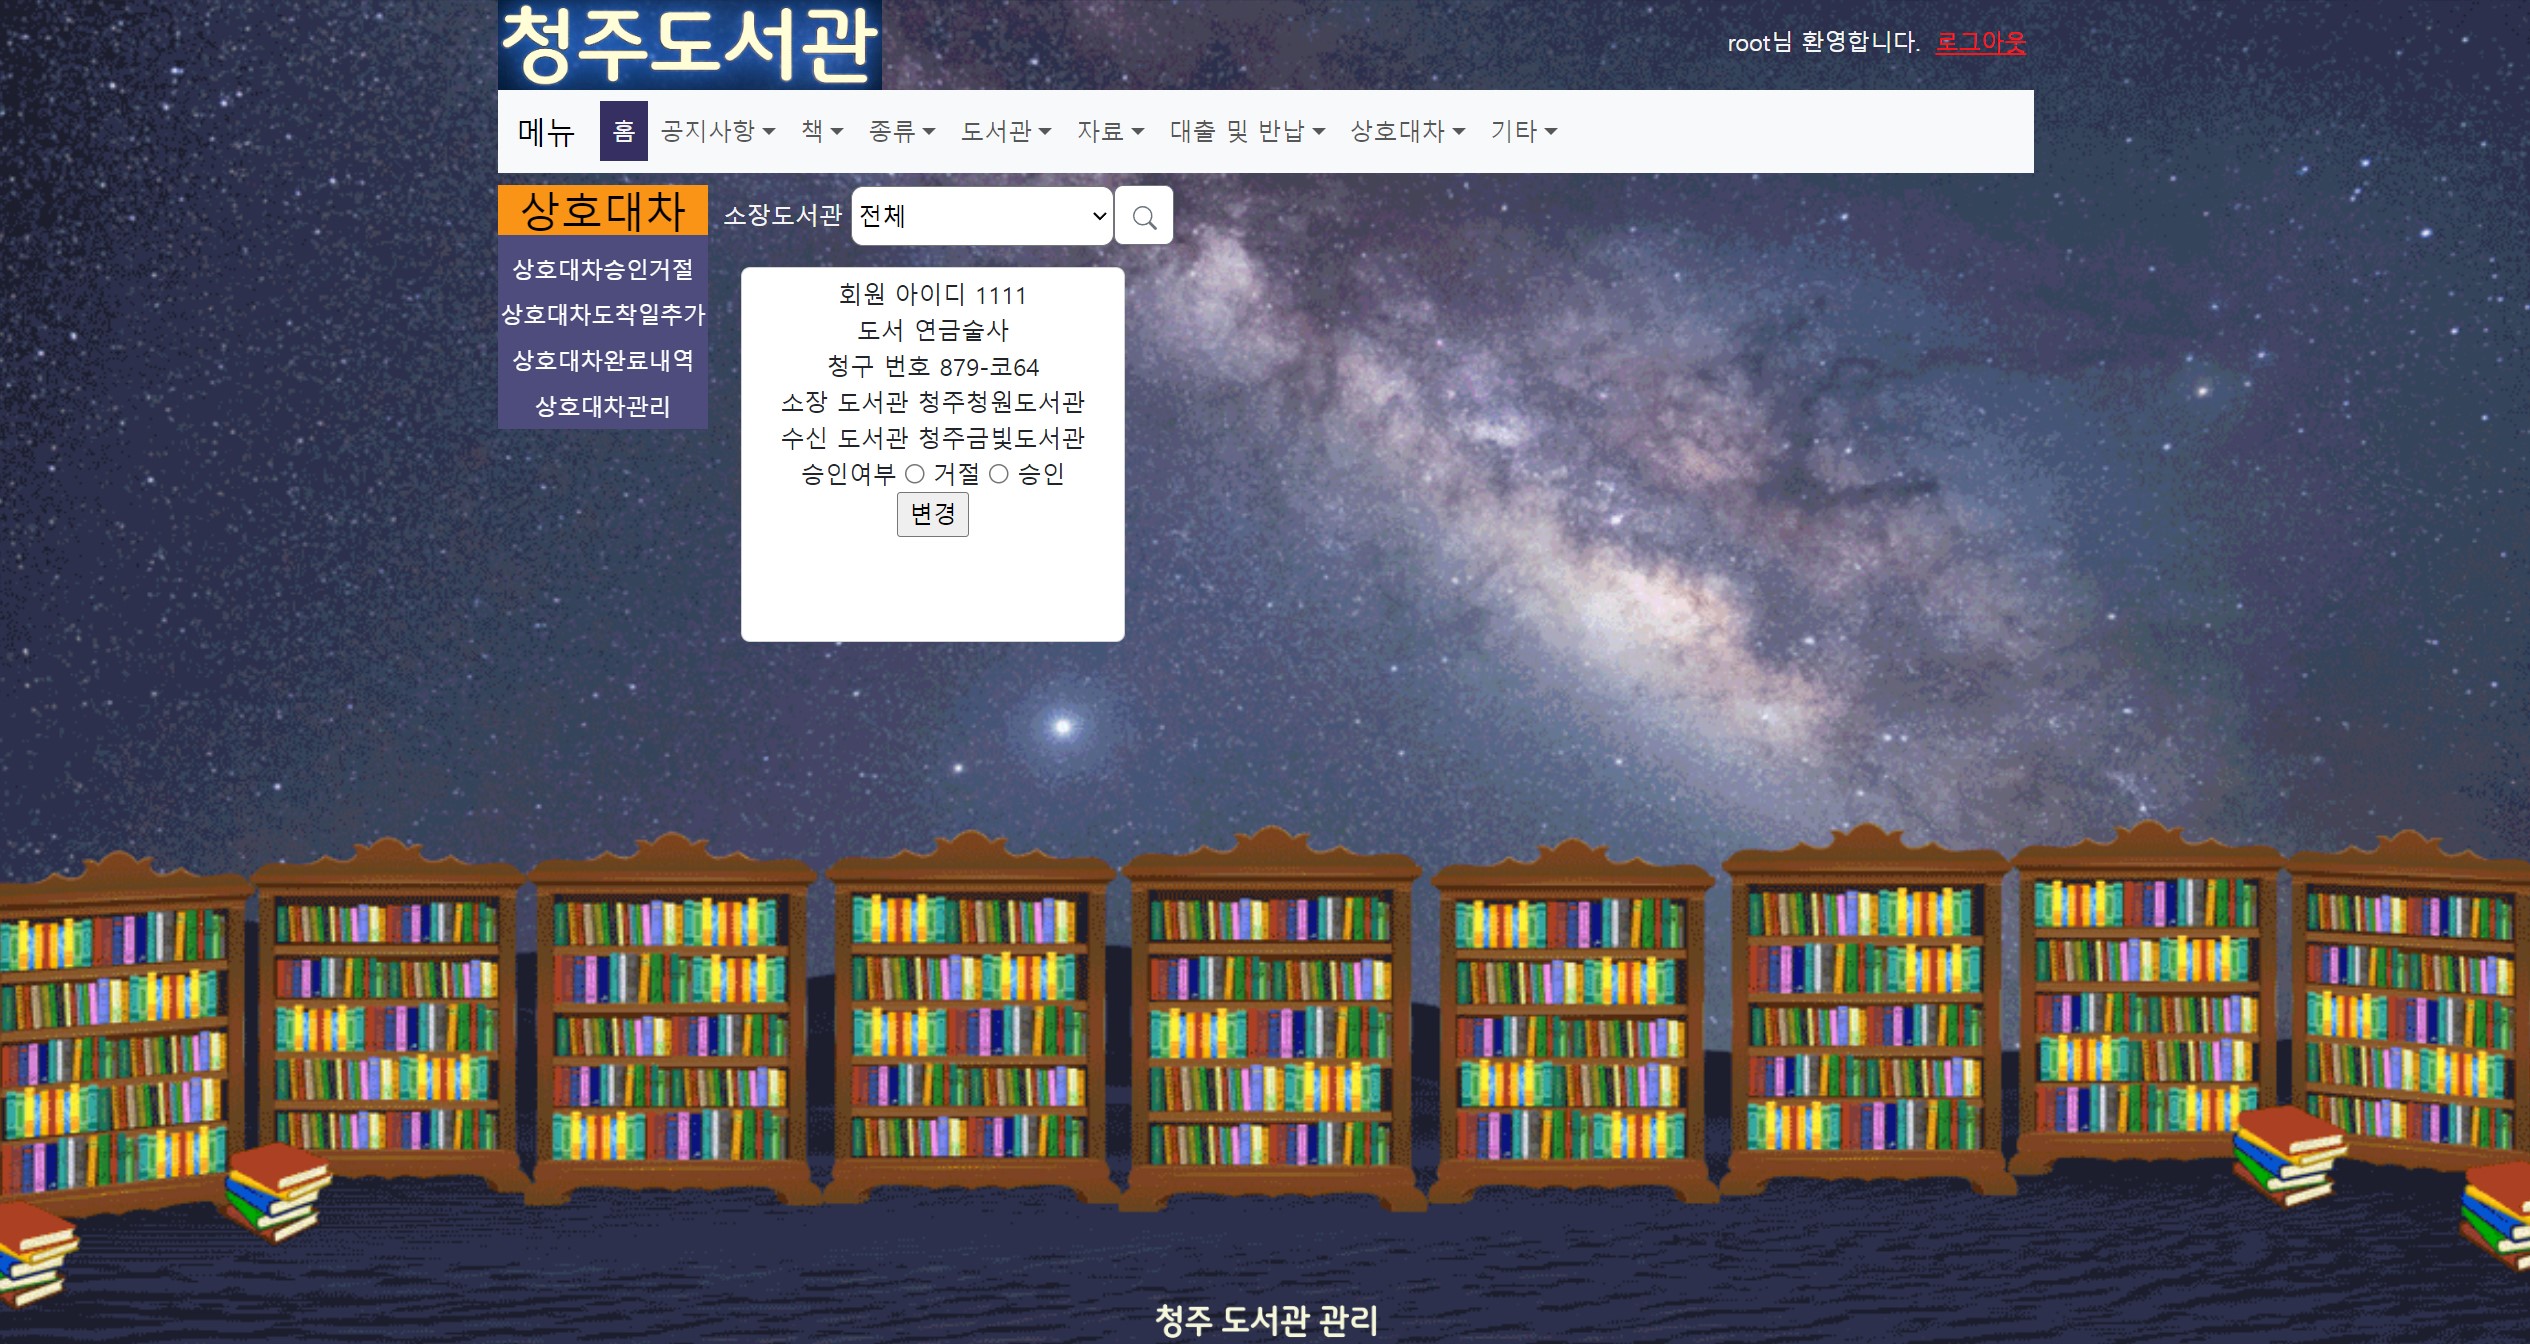 청주도서관
root님 환영합니다. 로그아웃
메뉴 홈 공지사항 책 종류 도서관 자료 대출 및 반납 상호대차 기타
상호대차
상호대차승인거절
상호대차도착일추가
상호대차완료내역
상호대차관리
소장도서관 전체
회원 아이디 1111
도서 연금술사
청구 번호 879-코64
소장 도서관 청주청원도서관
수신 도서관 청주금빛도서관
승인여부 거절 승인
변경
청주 도서관 관리